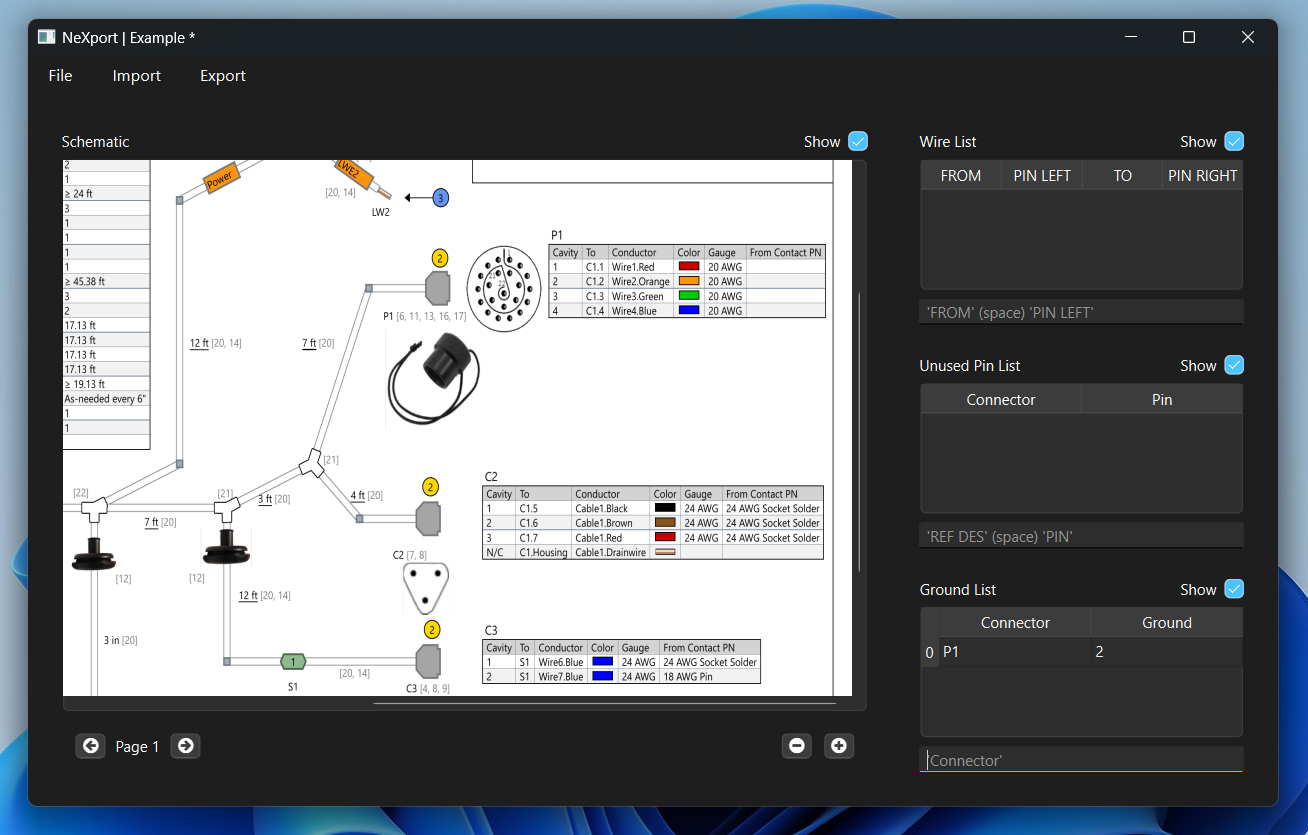 NeXport | Example *
File Import Export
Schematic Show
2
1
≥ 24 ft
3
1
1
1
1
≥ 45.38 ft
3
2
17.13 ft
17.13 ft
17.13 ft
17.13 ft
≥ 19.13 ft
As-needed every 6"
1
1
Power
LWE2
[20, 14]
LW2
3
12 ft [20, 14]
7 ft [20]
2
P1 [6, 11, 13, 16, 17]
P1
Cavity To Conductor Color Gauge From Contact PN
1 C1.1 Wire1.Red 20 AWG
2 C1.2 Wire2.Orange 20 AWG
3 C1.3 Wire3.Green 20 AWG
4 C1.4 Wire4.Blue 20 AWG
[21]
[22]
[21]
3 ft [20]
4 ft [20]
7 ft [20]
2
C2 [7, 8]
C2
Cavity To Conductor Color Gauge From Contact PN
1 C1.5 Cable1.Black 24 AWG 24 AWG Socket Solder
2 C1.6 Cable1.Brown 24 AWG 24 AWG Socket Solder
3 C1.7 Cable1.Red 24 AWG 24 AWG Socket Solder
N/C C1.Housing Cable1.Drainwire
[12]
[12]
12 ft [20, 14]
3 in [20]
1
S1
[20, 14]
2
C3 [4, 8, 9]
C3
Cavity To Conductor Color Gauge From Contact PN
1 S1 Wire6.Blue 24 AWG 24 AWG Socket Solder
2 S1 Wire7.Blue 24 AWG 18 AWG Pin
Page 1
Wire List Show
FROM PIN LEFT TO PIN RIGHT
'FROM' (space) 'PIN LEFT'
Unused Pin List Show
Connector Pin
'REF DES' (space) 'PIN'
Ground List Show
Connector Ground
0 P1 2
'Connector'